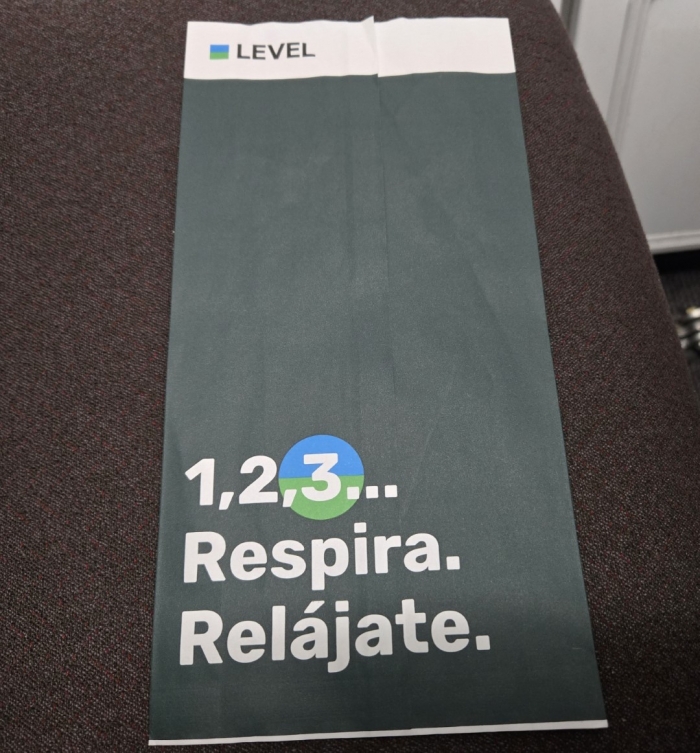 LEVEL
1,2,3...
Respira.
Relájate.